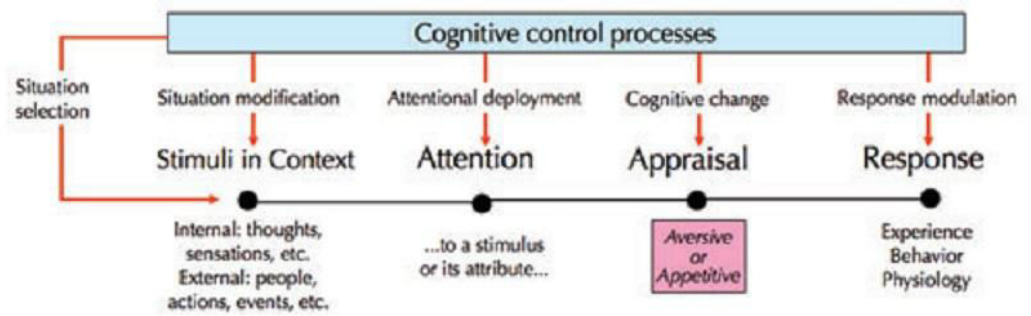 Cognitive control processes
Situation
selection
Situation modification
Attentional deployment
Cognitive change
Response modulation
Stimuli in Context
Attention
Appraisal
Response
Internal: thoughts,
sensations, etc.
External: people,
actions, events, etc.
...to a stimulus
or its attribute...
Aversive
or
Appetitive
Experience
Behavior
Physiology